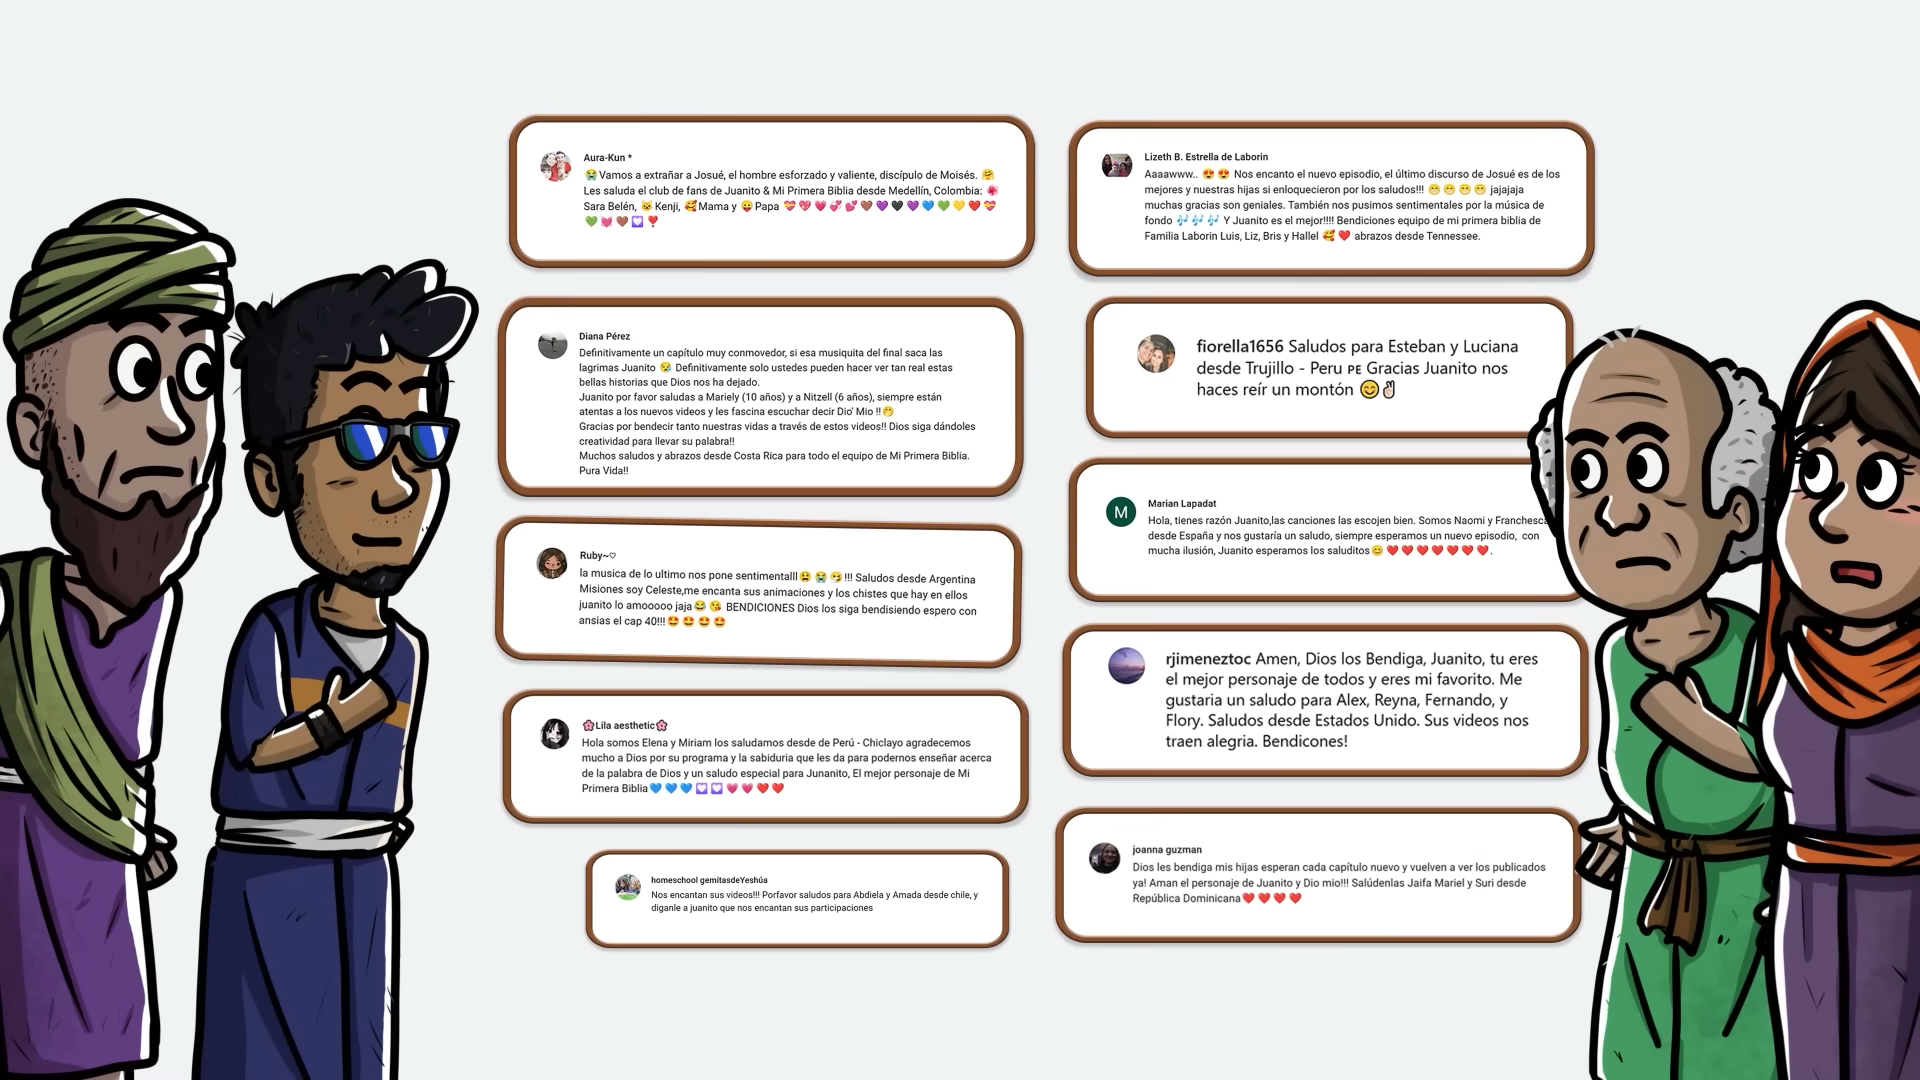 Aura-Kun *
😭Vamos a extrañar a Josué, el hombre esforzado y valiente, discípulo de Moisés. 🤗
Les saluda el club de fans de Juanito & Mi Primera Biblia desde Medellín, Colombia: 🌺
Sara Belén, 🐱Kenji, 🥰Mama y 😛Papa 💝💖💗💞💕🤎💜🖤💜💙💚💛❤️💝
💚💓🤎💟❣️
Diana Pérez
Definitivamente un capítulo muy conmovedor, si esa musiquita del final saca las
lagrimas Juanito 😪 Definitivamente solo ustedes pueden hacer ver tan real estas
bellas historias que Dios nos ha dejado.
Juanito por favor saludas a Mariely (10 años) y a Nitzell (6 años), siempre están
atentas a los nuevos videos y les fascina escuchar decir Dio' Mio !!🤭
Gracias por bendecir tanto nuestras vidas a través de estos videos!! Dios siga dándoles
creatividad para llevar su palabra!!
Muchos saludos y abrazos desde Costa Rica para todo el equipo de Mi Primera Biblia.
Pura Vida!!
Ruby~♡
la musica de lo ultimo nos pone sentimentalll😫😭🤧!!! Saludos desde Argentina
Misiones soy Celeste,me encanta sus animaciones y los chistes que hay en ellos
juanito lo amooooo jaja😂😘 BENDICIONES Dios los siga bendisiendo espero con
ansias el cap 40!!!🤩🤩🤩🤩
🌸Lila aesthetic🌸
Hola somos Elena y Miriam los saludamos desde de Perú - Chiclayo agradecemos
mucho a Dios por su programa y la sabiduria que les da para podernos enseñar acerca
de la palabra de Dios y un saludo especial para Junanito, El mejor personaje de Mi
Primera Biblia💙💙💙💟💟💗💗❤️❤️
homeschool gemitasdeYeshúa
Nos encantan sus videos!!! Porfavor saludos para Abdiela y Amada desde chile, y
diganle a juanito que nos encantan sus participaciones
Lizeth B. Estrella de Laborin
Aaaawww.. 😍😍 Nos encanto el nuevo episodio, el último discurso de Josué es de los
mejores y nuestras hijas si enloquecieron por los saludos!!! 😁😁😁😁 jajajaja
muchas gracias son geniales. También nos pusimos sentimentales por la música de
fondo 🎶🎶🎶 Y Juanito es el mejor!!!! Bendiciones equipo de mi primera biblia de
Familia Laborin Luis, Liz, Bris y Hallel 🥰❤️ abrazos desde Tennessee.
fiorella1656 Saludos para Esteban y Luciana
desde Trujillo - Peru ᴘᴇ Gracias Juanito nos
haces reír un montón 😊✌🏻
M
Marian Lapadat
Hola, tienes razón Juanito,las canciones las escojen bien. Somos Naomi y Franchesca
desde España y nos gustaría un saludo, siempre esperamos un nuevo episodio, con
mucha ilusión, Juanito esperamos los saluditos😊❤️❤️❤️❤️❤️❤️❤️.
rjimeneztoc Amen, Dios los Bendiga, Juanito, tu eres
el mejor personaje de todos y eres mi favorito. Me
gustaria un saludo para Alex, Reyna, Fernando, y
Flory. Saludos desde Estados Unido. Sus videos nos
traen alegria. Bendicones!
joanna guzman
Dios les bendiga mis hijas esperan cada capítulo nuevo y vuelven a ver los publicados
ya! Aman el personaje de Juanito y Dio mio!!! Salúdenlas Jaifa Mariel y Suri desde
República Dominicana❤️❤️❤️❤️